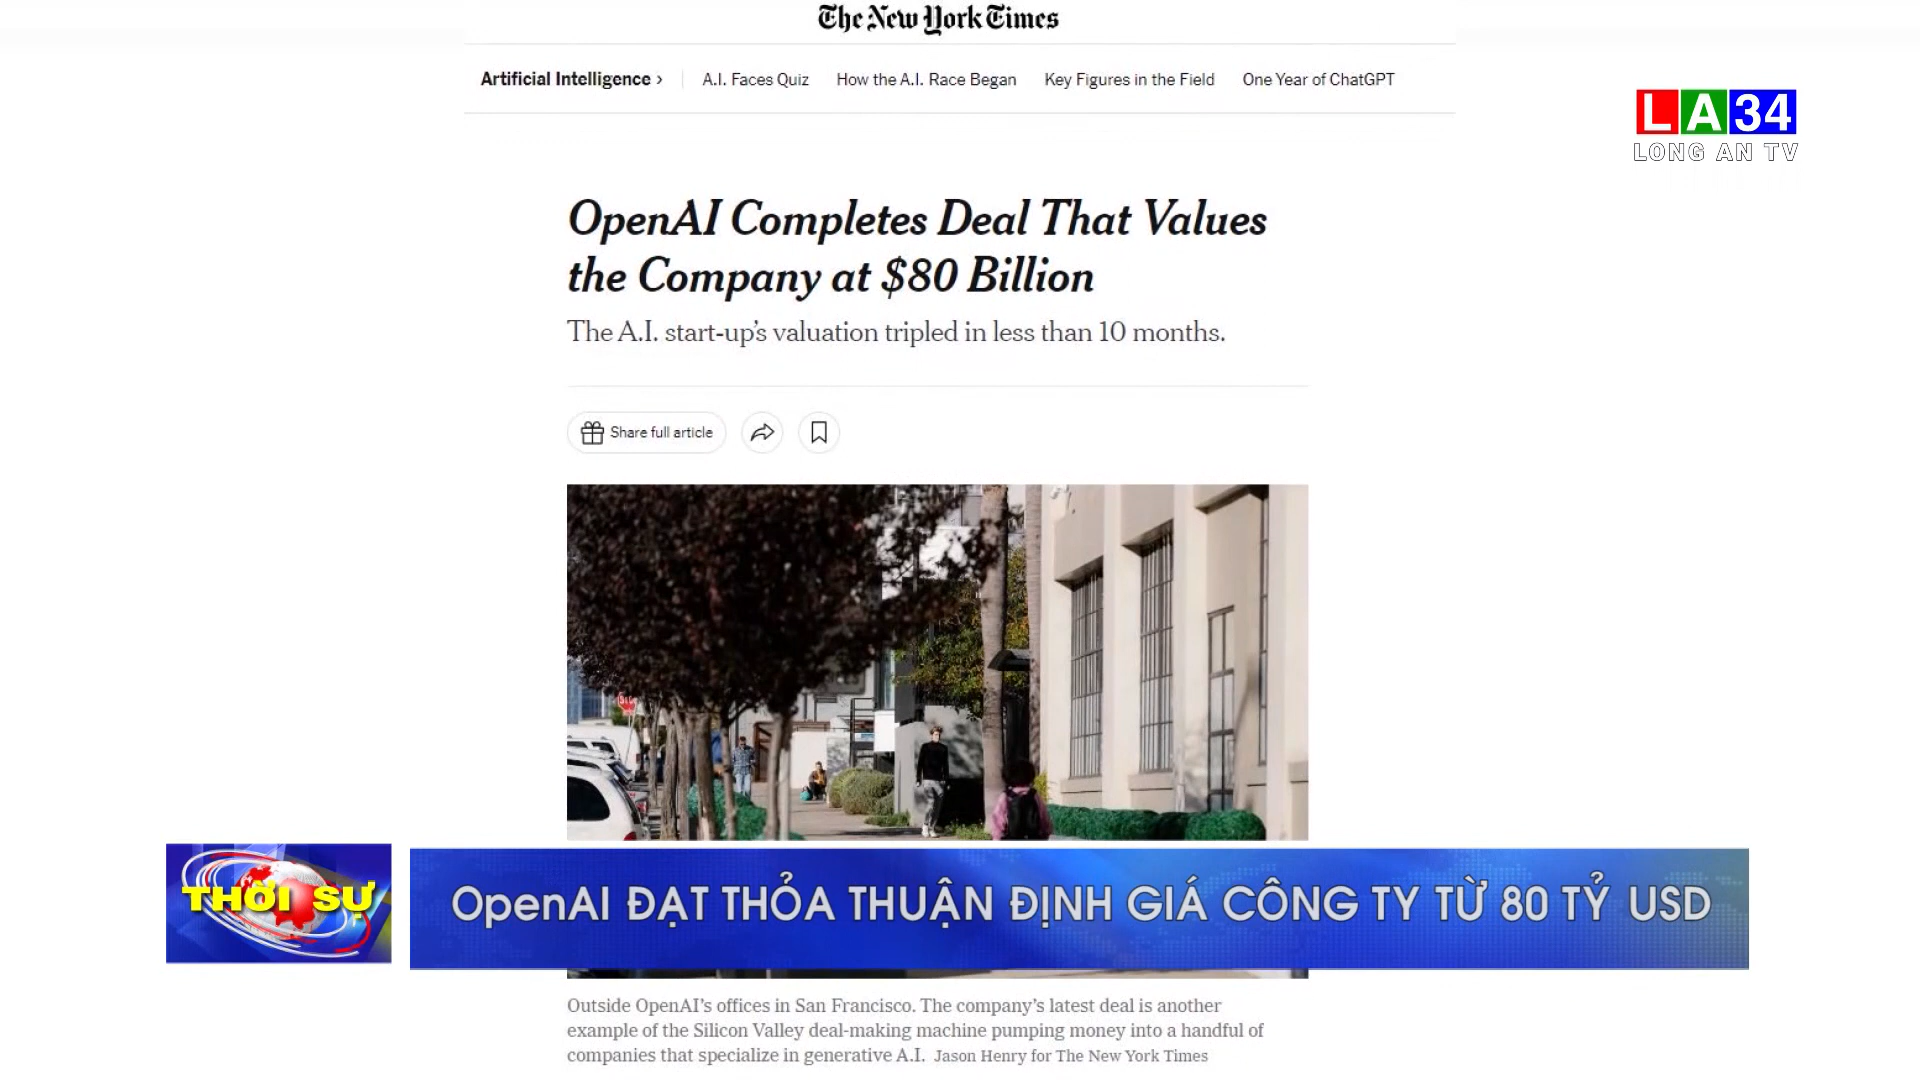 The New York Times
Artificial Intelligence › A.I. Faces Quiz How the A.I. Race Began Key Figures in the Field One Year of ChatGPT
LA34
LONG AN TV
OpenAI Completes Deal That Values
the Company at $80 Billion
The A.I. start-up’s valuation tripled in less than 10 months.
Share full article
THỜI SỰ
OpenAI ĐẠT THỎA THUẬN ĐỊNH GIÁ CÔNG TY TỪ 80 TỶ USD
Outside OpenAI’s offices in San Francisco. The company’s latest deal is another
example of the Silicon Valley deal-making machine pumping money into a handful of
companies that specialize in generative A.I. Jason Henry for The New York Times